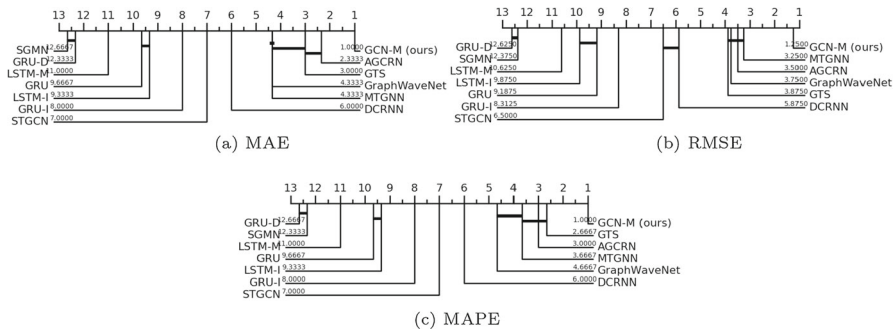 13 12 11 10 9 8 7 6 5 4 3 2 1
SGMN 12.6667 1.0000 GCN-M (ours)
GRU-D 12.3333 2.3333 AGCRN
LSTM-M 11.0000 3.0000 GTS
GRU 9.6667 4.3333 GraphWaveNet
LSTM-I 9.3333 4.3333 MTGNN
GRU-I 8.0000 6.0000 DCRNN
STGCN 7.0000
(a) MAE
13 12 11 10 9 8 7 6 5 4 3 2 1
GRU-D 12.6250 1.2500 GCN-M (ours)
SGMN 12.3750 3.2500 MTGNN
LSTM-M 10.6250 3.5000 AGCRN
LSTM-I 9.8750 3.7500 GraphWaveNet
GRU 9.1875 3.8750 GTS
GRU-I 8.3125 5.8750 DCRNN
STGCN 6.5000
(b) RMSE
13 12 11 10 9 8 7 6 5 4 3 2 1
GRU-D 12.6667 1.0000 GCN-M (ours)
SGMN 12.3333 2.6667 GTS
LSTM-M 11.0000 3.0000 AGCRN
GRU 9.6667 3.6667 MTGNN
LSTM-I 9.3333 4.6667 GraphWaveNet
GRU-I 8.0000 6.0000 DCRNN
STGCN 7.0000
(c) MAPE